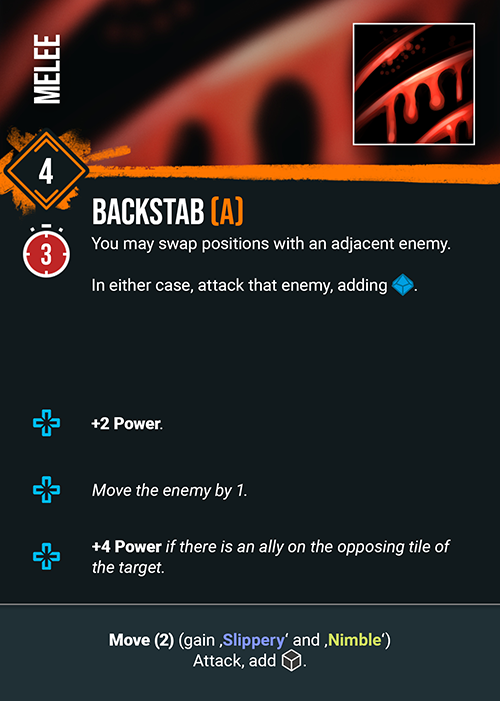 MELEE
4
3
BACKSTAB (A)
You may swap positions with an adjacent enemy.
In either case, attack that enemy, adding .
+2 Power.
Move the enemy by 1.
+4 Power if there is an ally on the opposing tile of
the target.
Move (2) (gain ‚Slippery‘ and ‚Nimble‘)
Attack, add .